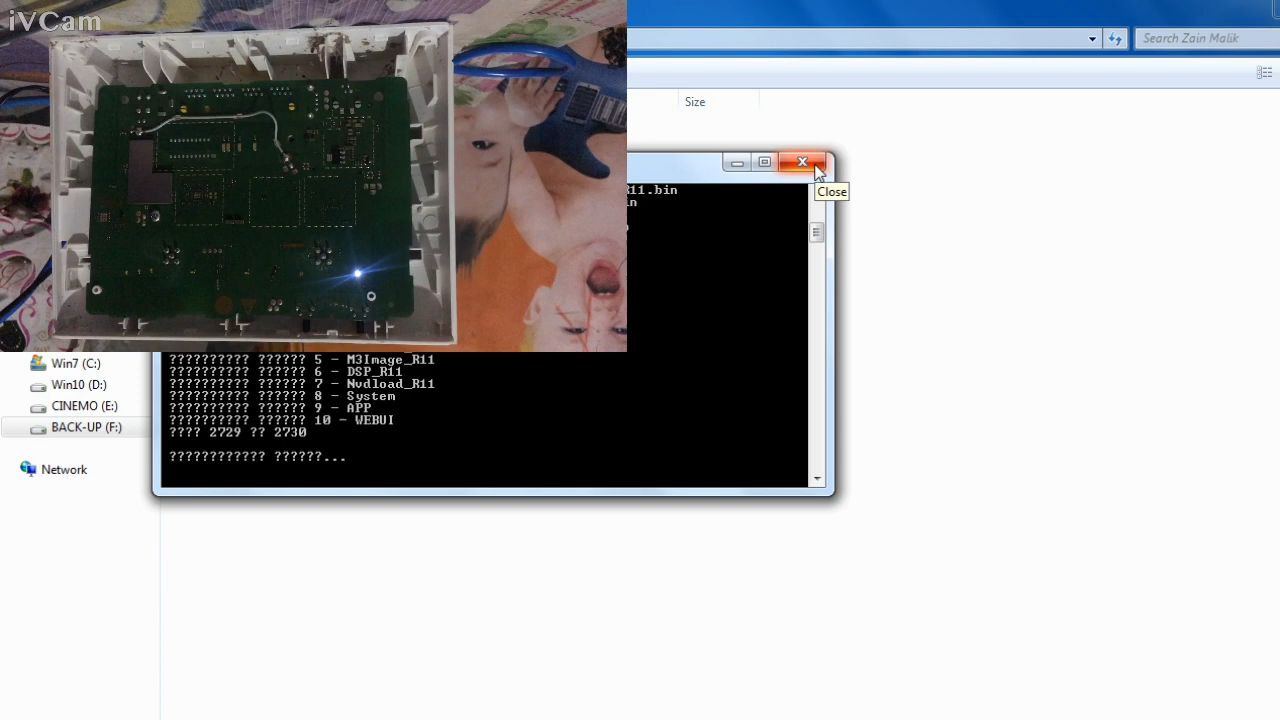 iVCam
Search Zain Malik
Size
Close
R11.bin
in
?????????? ?????? 5 - M3Image_R11
?????????? ?????? 6 - DSP_R11
?????????? ?????? 7 - Nvdload_R11
?????????? ?????? 8 - System
?????????? ?????? 9 - APP
?????????? ?????? 10 - WEBUI
???? 2729 ?? 2730
???????????? ??????...
Win7 (C:)
Win10 (D:)
CINEMO (E:)
BACK-UP (F:)
Network